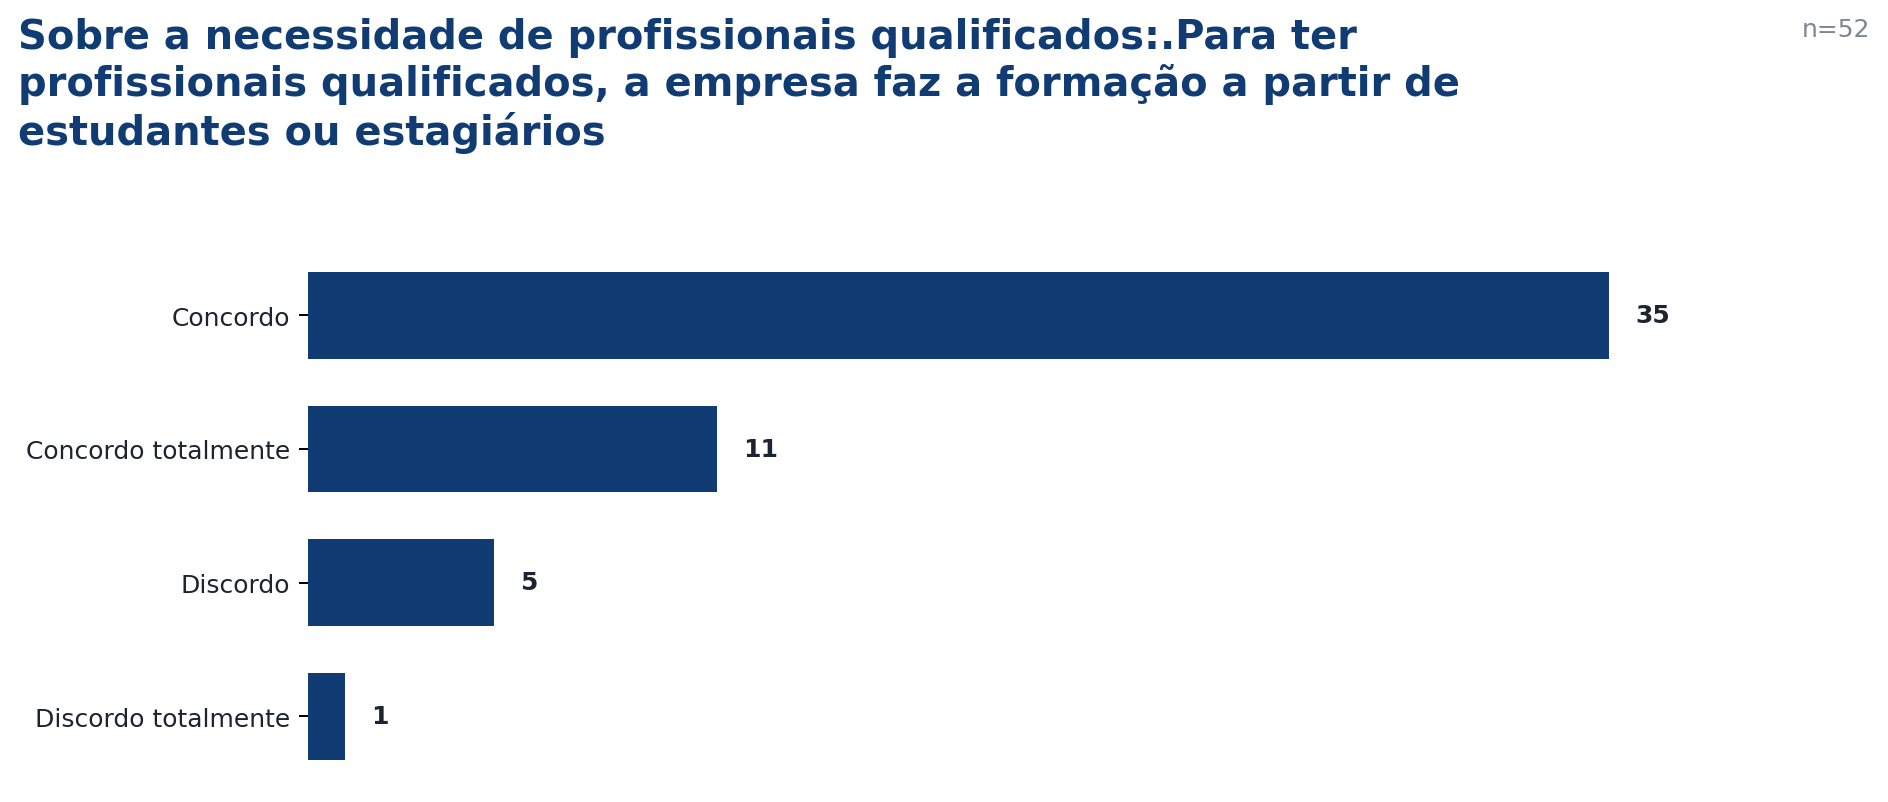 Sobre a necessidade de profissionais qualificados:.Para ter
profissionais qualificados, a empresa faz a formação a partir de
estudantes ou estagiários
n=52
Concordo
35
Concordo totalmente
11
Discordo
5
Discordo totalmente
1